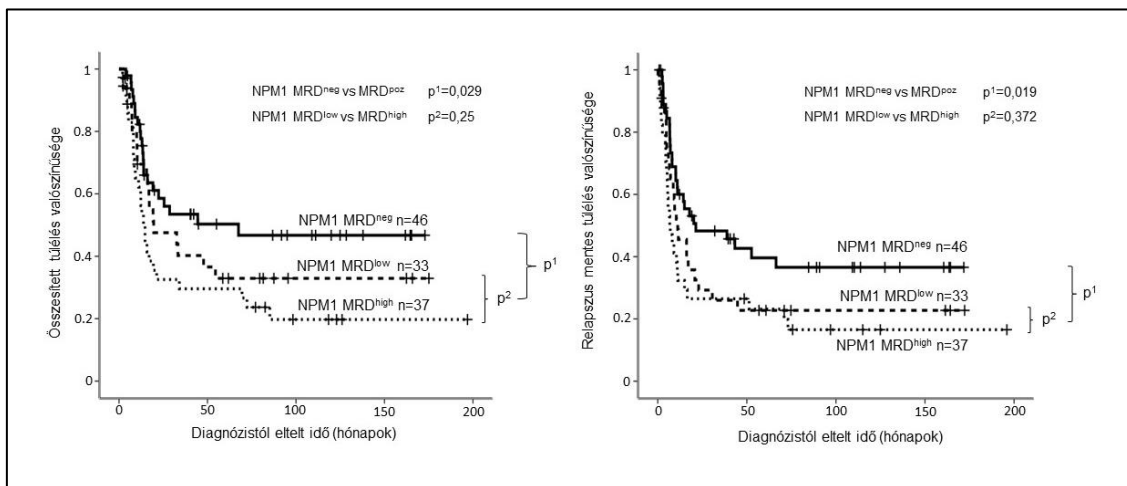 NPM1 MRDneg vs MRDpoz p1=0,029
NPM1 MRDlow vs MRDhigh p2=0,25
Összesített túlélés valószínűsége
1
0.8
0.6
0.4
0.2
0
NPM1 MRDneg n=46
NPM1 MRDlow n=33
NPM1 MRDhigh n=37
p2
p1
0 50 100 150 200
Diagnózistól eltelt idő (hónapok)
NPM1 MRDneg vs MRDpoz p1=0,019
NPM1 MRDlow vs MRDhigh p2=0,372
Relapszus mentes túlélés valószínűsége
1
0.8
0.6
0.4
0.2
0
NPM1 MRDneg n=46
NPM1 MRDlow n=33
NPM1 MRDhigh n=37
p2
p1
0 50 100 150 200
Diagnózistól eltelt idő (hónapok)